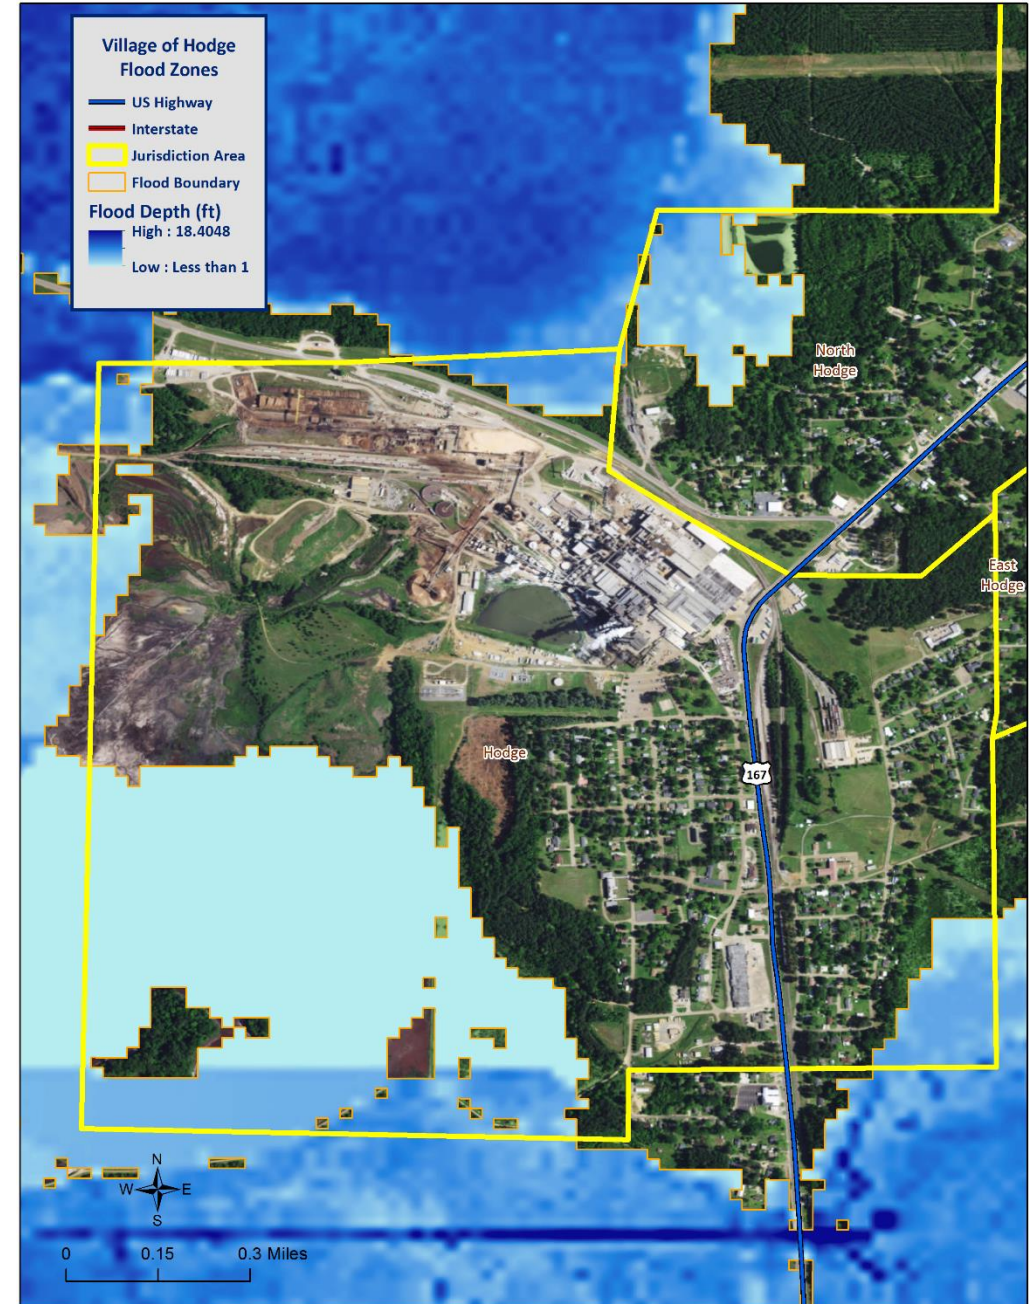 Village of Hodge
Flood Zones
US Highway
Interstate
Jurisdiction Area
Flood Boundary
Flood Depth (ft)
High : 18.4048
Low : Less than 1
North
Hodge
East
Hodge
Hodge
167
N
W E
S
0 0.15 0.3 Miles